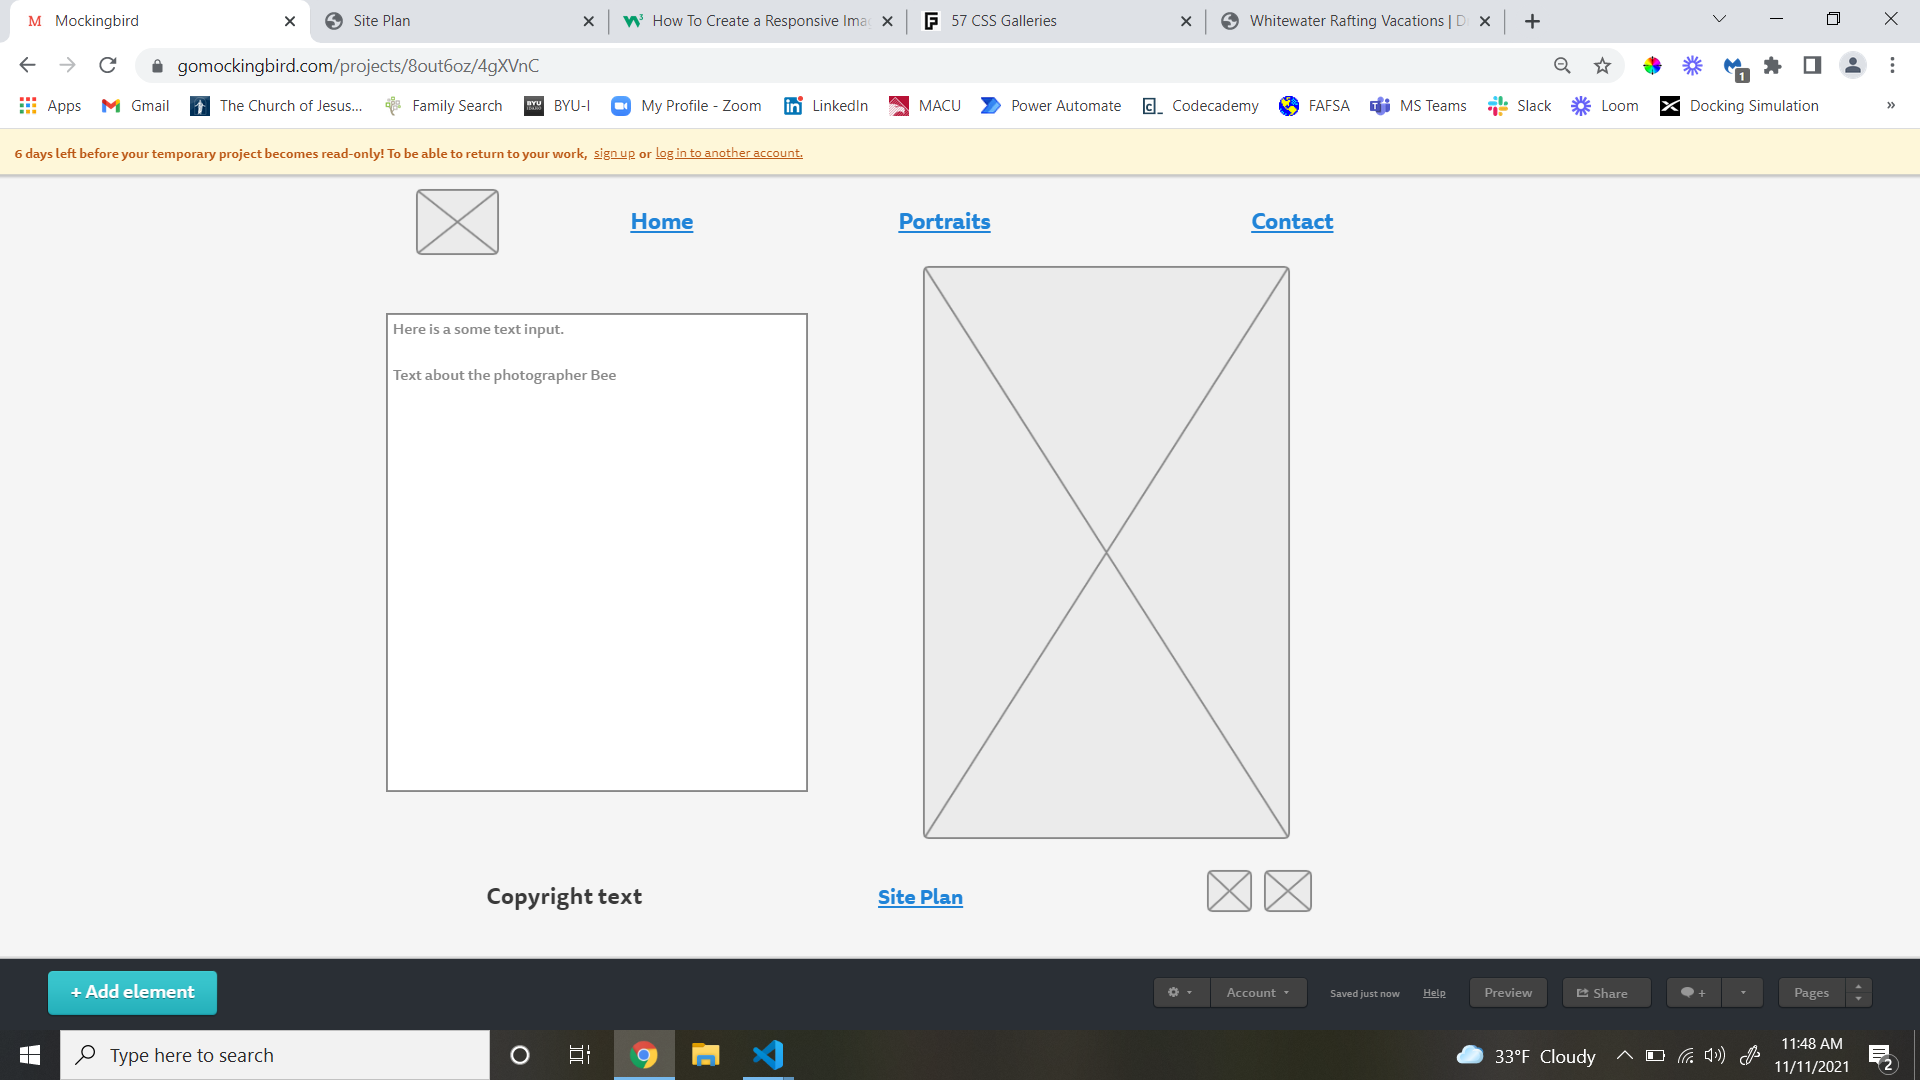 Mockingbird
Site Plan
How To Create a Responsive Imag
57 CSS Galleries
Whitewater Rafting Vacations | D
gomockingbird.com/projects/8out6oz/4gXVnC
1
Apps
Gmail
The Church of Jesus...
Family Search
BYU-I
My Profile - Zoom
LinkedIn
MACU
Power Automate
Codecademy
FAFSA
MS Teams
Slack
Loom
Docking Simulation
»
6 days left before your temporary project becomes read-only! To be able to return to your work, sign up or log in to another account.
Home
Portraits
Contact
Here is a some text input.
Text about the photographer Bee
Copyright text
Site Plan
+ Add element
Account
Saved just now
Help
Preview
Share
+
Pages
Type here to search
33°F Cloudy
11:48 AM
11/11/2021
2